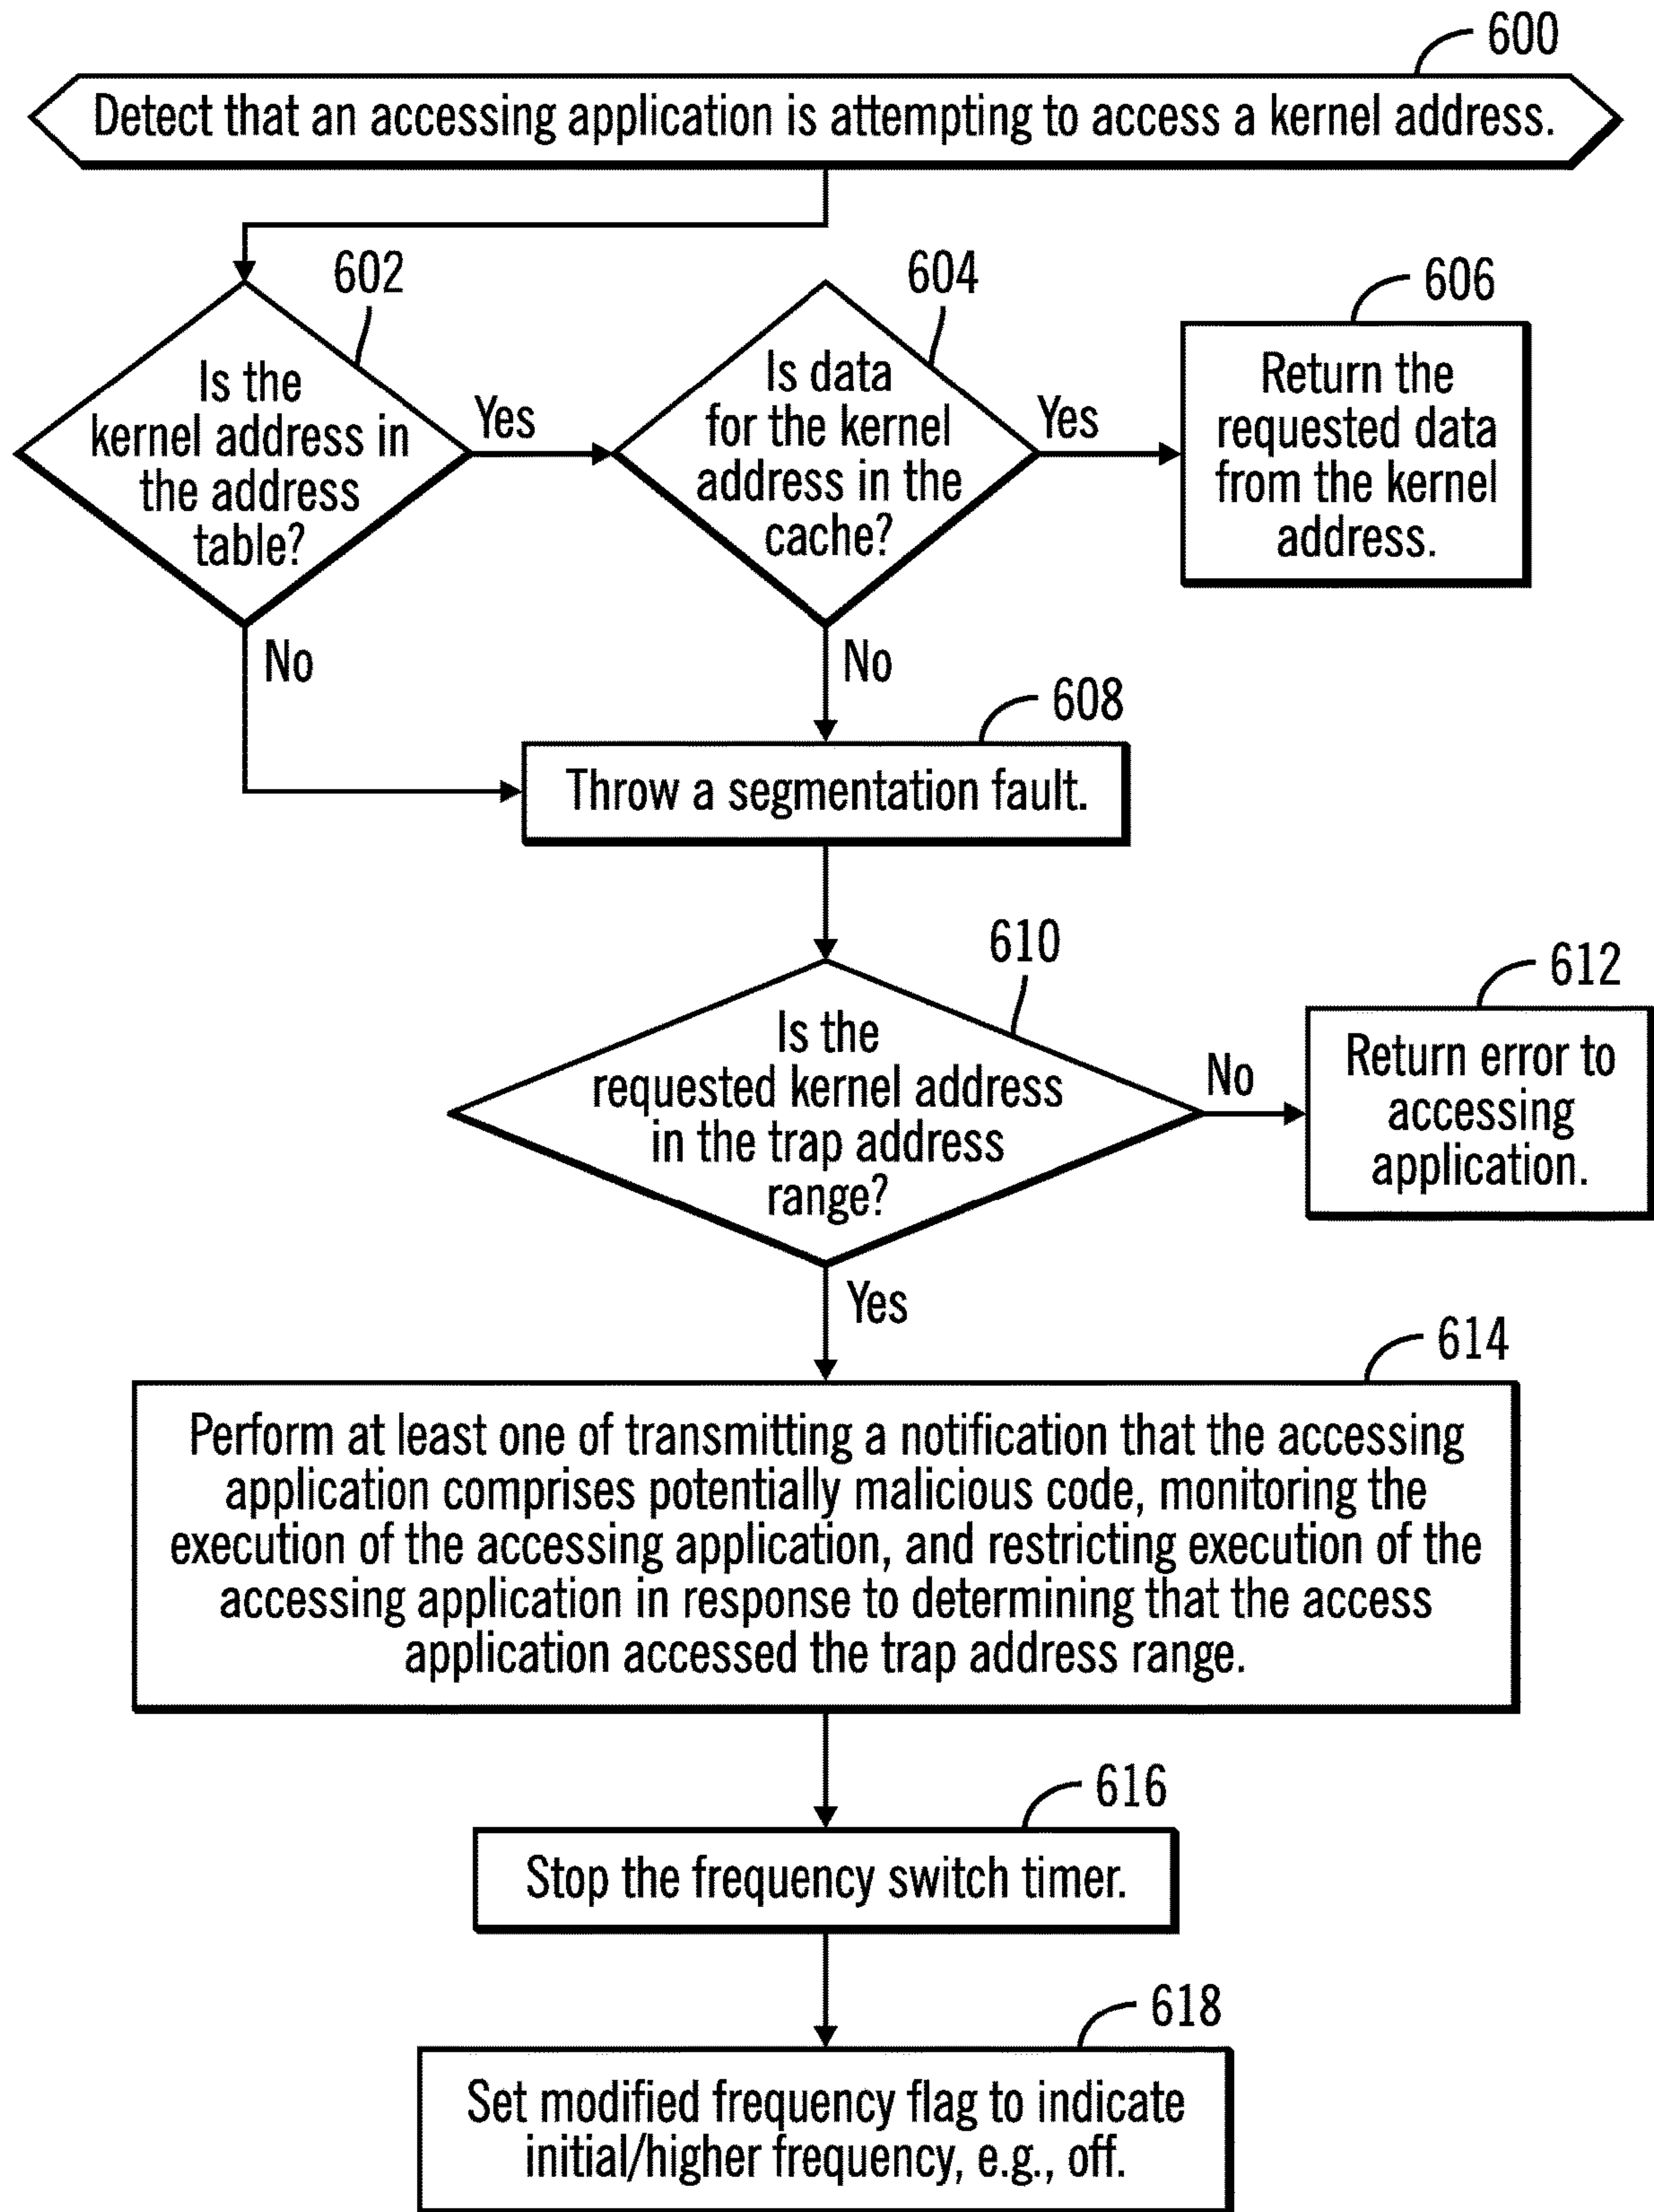 600
Detect that an accessing application is attempting to access a kernel address.
602
Is the
kernel address in
the address
table?
Yes
No
604
Is data
for the kernel
address in the
cache?
Yes
No
606
Return the
requested data
from the kernel
address.
608
Throw a segmentation fault.
610
Is the
requested kernel address
in the trap address
range?
No
Yes
612
Return error to
accessing
application.
614
Perform at least one of transmitting a notification that the accessing
application comprises potentially malicious code, monitoring the
execution of the accessing application, and restricting execution of the
accessing application in response to determining that the access
application accessed the trap address range.
616
Stop the frequency switch timer.
618
Set modified frequency flag to indicate
initial/higher frequency, e.g., off.